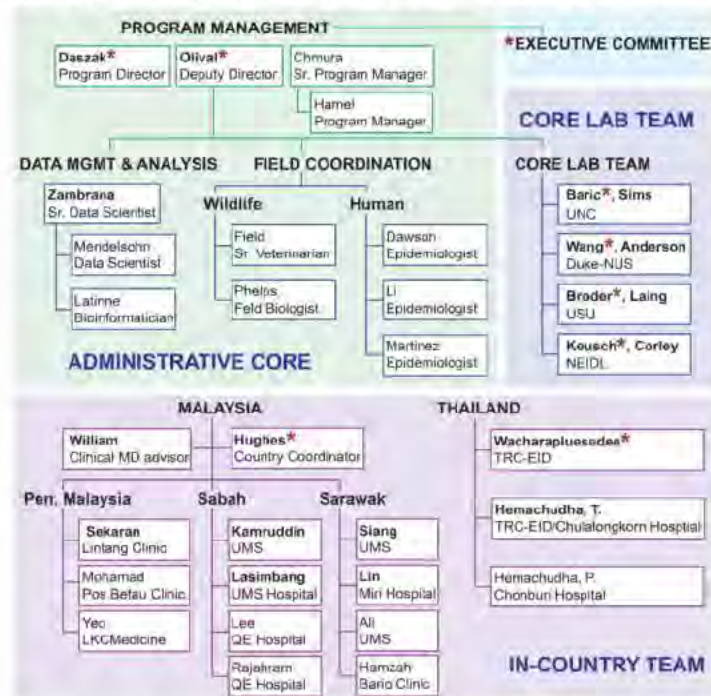 PROGRAM MANAGEMENT
*EXECUTIVE COMMITTEE
Daszak*
Program Director
Olival*
Deputy Director
Chmura
Sr. Program Manager
Hamel
Program Manager
CORE LAB TEAM
DATA MGMT & ANALYSIS
Zambrana
Sr. Data Scientist
Mendelsohn
Data Scientist
Latinne
Bioinformatician
FIELD COORDINATION
Wildlife
Field
Sr. Veterinarian
Phelps
Feld Biologist
Human
Dawson
Epidemiologist
Li
Epidemiologist
Martinez
Epidemiologist
CORE LAB TEAM
Baric*, Sims
UNC
Wang*, Anderson
Duke-NUS
Broder*, Laing
USU
Keusch*, Corley
NEIDL
ADMINISTRATIVE CORE
MALAYSIA
William
Clinical MD advisor
Hughes*
Country Coordinator
Pen. Malaysia
Sekaran
Lintang Clinic
Mohamad
Pos Betau Clinic
Yeo
LKCMedicine
Sabah
Kamruddin
UMS
Lasimbang
UMS Hospital
Lee
QE Hospital
Rajahram
QE Hospital
Sarawak
Siang
UMS
Lin
Miri Hospital
Ali
UMS
Hamzah
Bario Clinic
THAILAND
Wacharapluesadee*
TRC-EID
Hemachudha, T.
TRC-EID/Chulalongkorn Hosptial
Hemachudha, P.
Chonburi Hospital
IN-COUNTRY TEAM